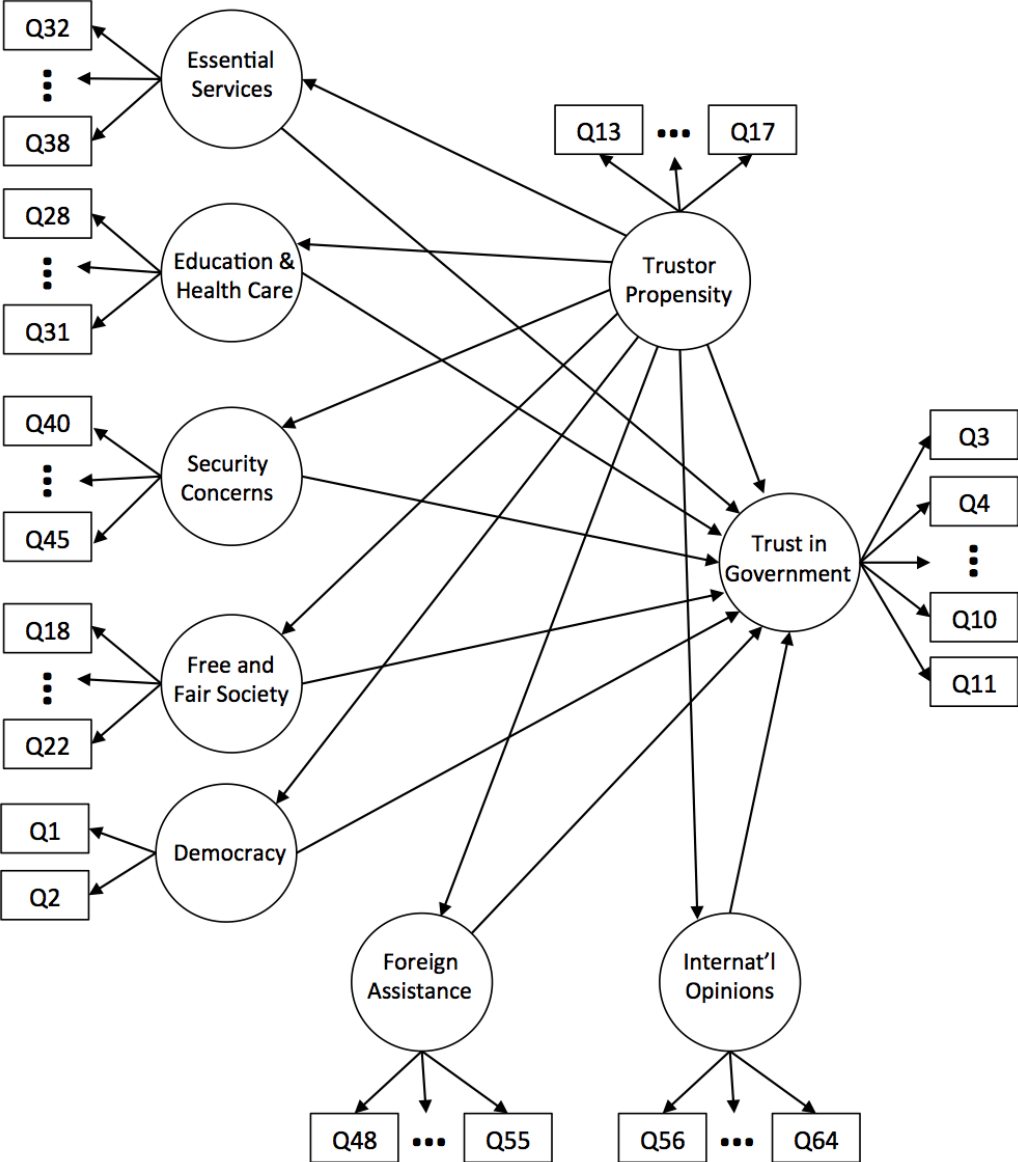 Q32
Essential
Services
Q38
Q13
•••
Q17
Q28
Education &
Health Care
Q31
Trustor
Propensity
Q40
Security
Concerns
Q45
Q3
Q4
Trust in
Government
Q10
Q11
Q18
Free and
Fair Society
Q22
Q1
Democracy
Q2
Foreign
Assistance
Internat’l
Opinions
Q48
•••
Q55
Q56
•••
Q64